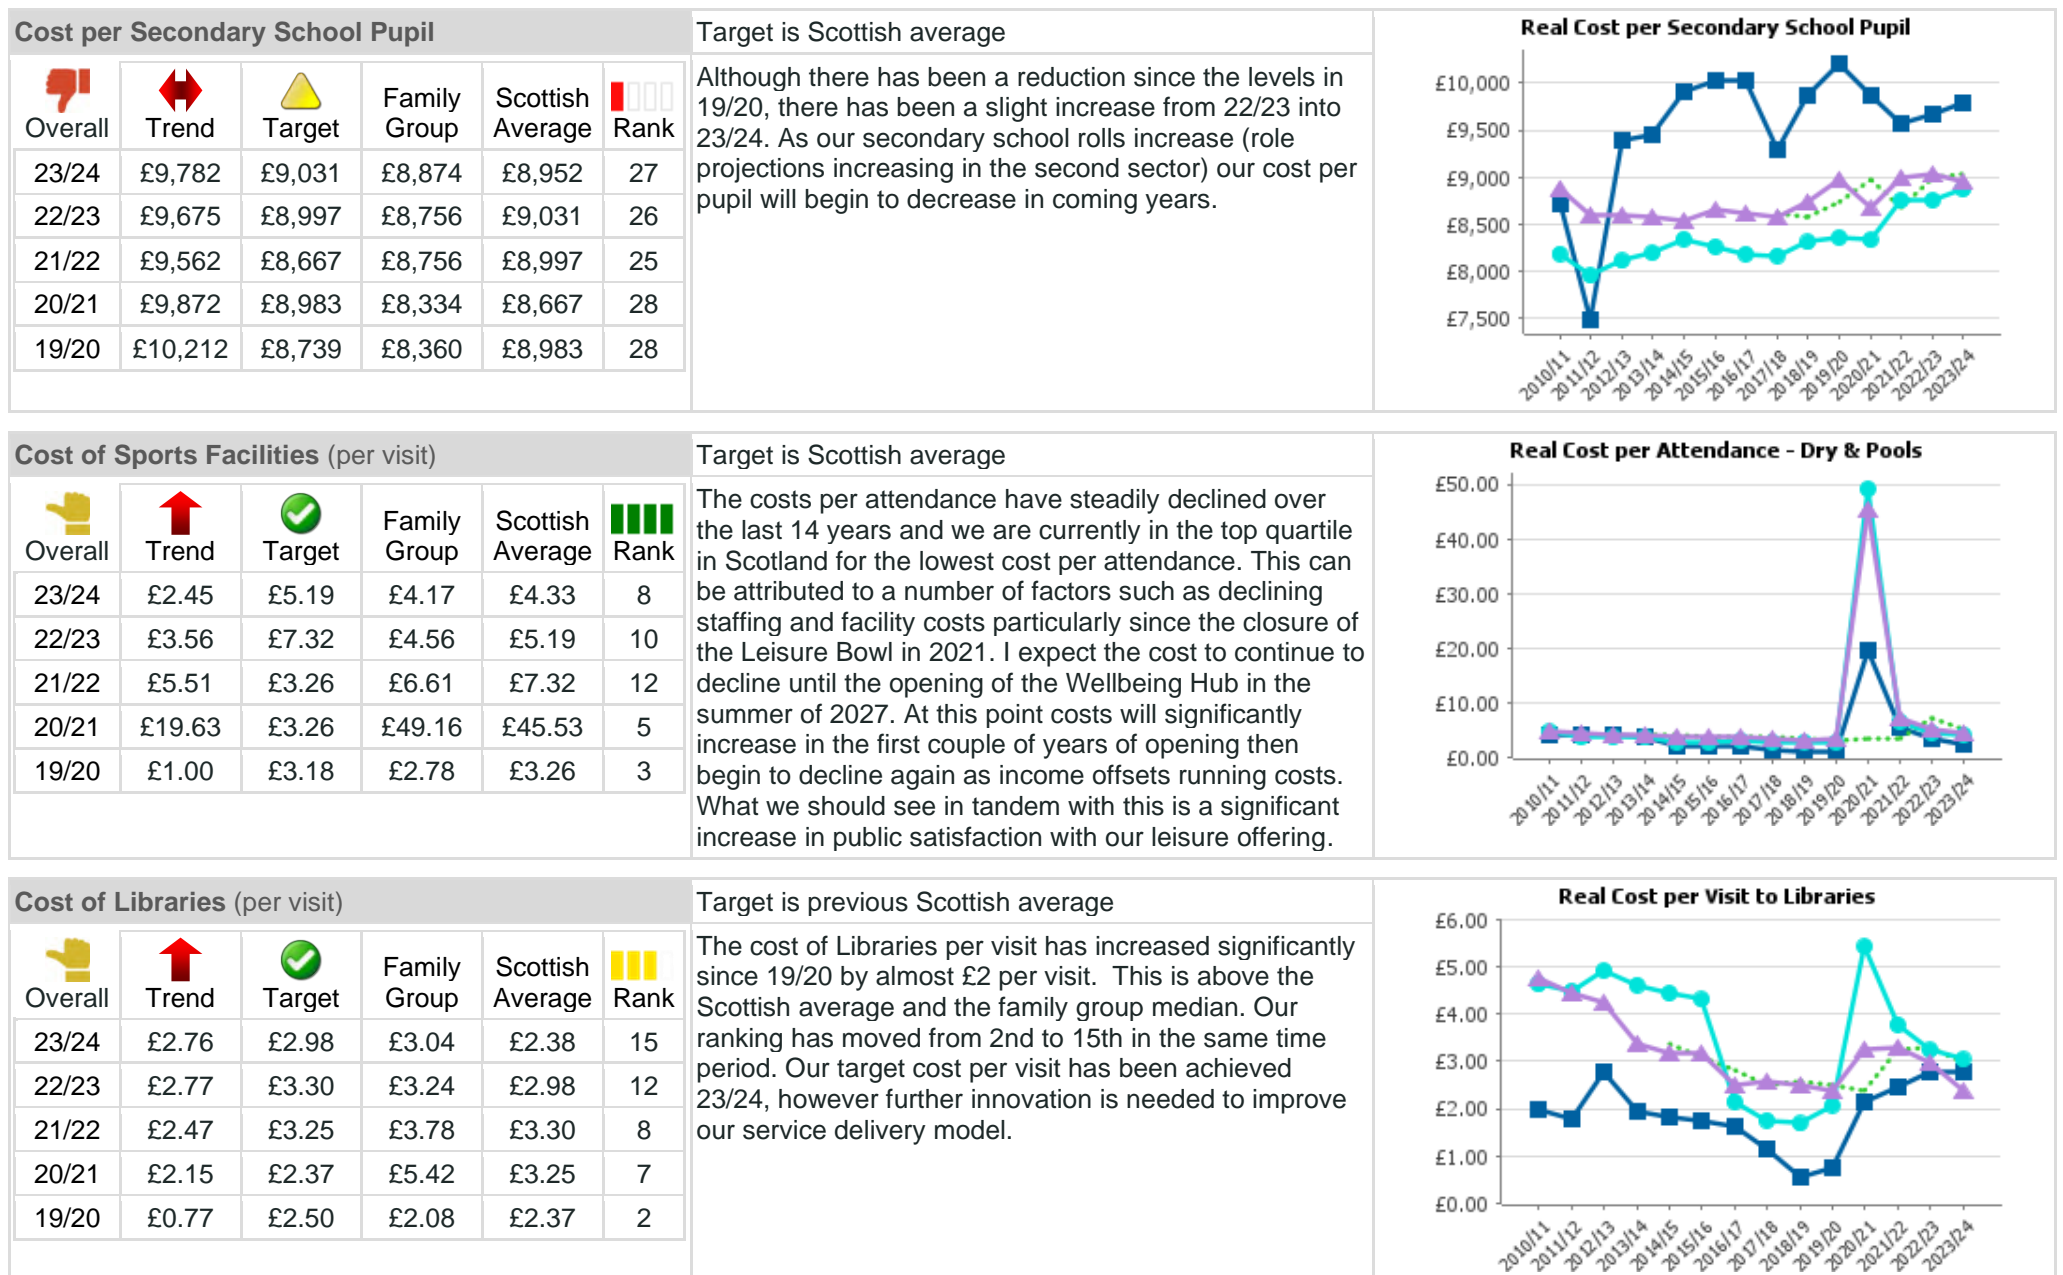 Cost per Secondary School Pupil
Overall Trend Target Family Group Scottish Average Rank
23/24 £9,782 £9,031 £8,874 £8,952 27
22/23 £9,675 £8,997 £8,756 £9,031 26
21/22 £9,562 £8,667 £8,756 £8,997 25
20/21 £9,872 £8,983 £8,334 £8,667 28
19/20 £10,212 £8,739 £8,360 £8,983 28
Target is Scottish average
Although there has been a reduction since the levels in
19/20, there has been a slight increase from 22/23 into
23/24. As our secondary school rolls increase (role
projections increasing in the second sector) our cost per
pupil will begin to decrease in coming years.
Real Cost per Secondary School Pupil
£10,000
£9,500
£9,000
£8,500
£8,000
£7,500
2010/11 2011/12 2012/13 2013/14 2014/15 2015/16 2016/17 2017/18 2018/19 2019/20 2020/21 2021/22 2022/23 2023/24
Cost of Sports Facilities (per visit)
Overall Trend Target Family Group Scottish Average Rank
23/24 £2.45 £5.19 £4.17 £4.33 8
22/23 £3.56 £7.32 £4.56 £5.19 10
21/22 £5.51 £3.26 £6.61 £7.32 12
20/21 £19.63 £3.26 £49.16 £45.53 5
19/20 £1.00 £3.18 £2.78 £3.26 3
Target is Scottish average
The costs per attendance have steadily declined over
the last 14 years and we are currently in the top quartile
in Scotland for the lowest cost per attendance. This can
be attributed to a number of factors such as declining
staffing and facility costs particularly since the closure of
the Leisure Bowl in 2021. I expect the cost to continue to
decline until the opening of the Wellbeing Hub in the
summer of 2027. At this point costs will significantly
increase in the first couple of years of opening then
begin to decline again as income offsets running costs.
What we should see in tandem with this is a significant
increase in public satisfaction with our leisure offering.
Real Cost per Attendance - Dry & Pools
£50.00
£40.00
£30.00
£20.00
£10.00
£0.00
2010/11 2011/12 2012/13 2013/14 2014/15 2015/16 2016/17 2017/18 2018/19 2019/20 2020/21 2021/22 2022/23 2023/24
Cost of Libraries (per visit)
Overall Trend Target Family Group Scottish Average Rank
23/24 £2.76 £2.98 £3.04 £2.38 15
22/23 £2.77 £3.30 £3.24 £2.98 12
21/22 £2.47 £3.25 £3.78 £3.30 8
20/21 £2.15 £2.37 £5.42 £3.25 7
19/20 £0.77 £2.50 £2.08 £2.37 2
Target is previous Scottish average
The cost of Libraries per visit has increased significantly
since 19/20 by almost £2 per visit.  This is above the
Scottish average and the family group median. Our
ranking has moved from 2nd to 15th in the same time
period. Our target cost per visit has been achieved
23/24, however further innovation is needed to improve
our service delivery model.
Real Cost per Visit to Libraries
£6.00
£5.00
£4.00
£3.00
£2.00
£1.00
£0.00
2010/11 2011/12 2012/13 2013/14 2014/15 2015/16 2016/17 2017/18 2018/19 2019/20 2020/21 2021/22 2022/23 2023/24